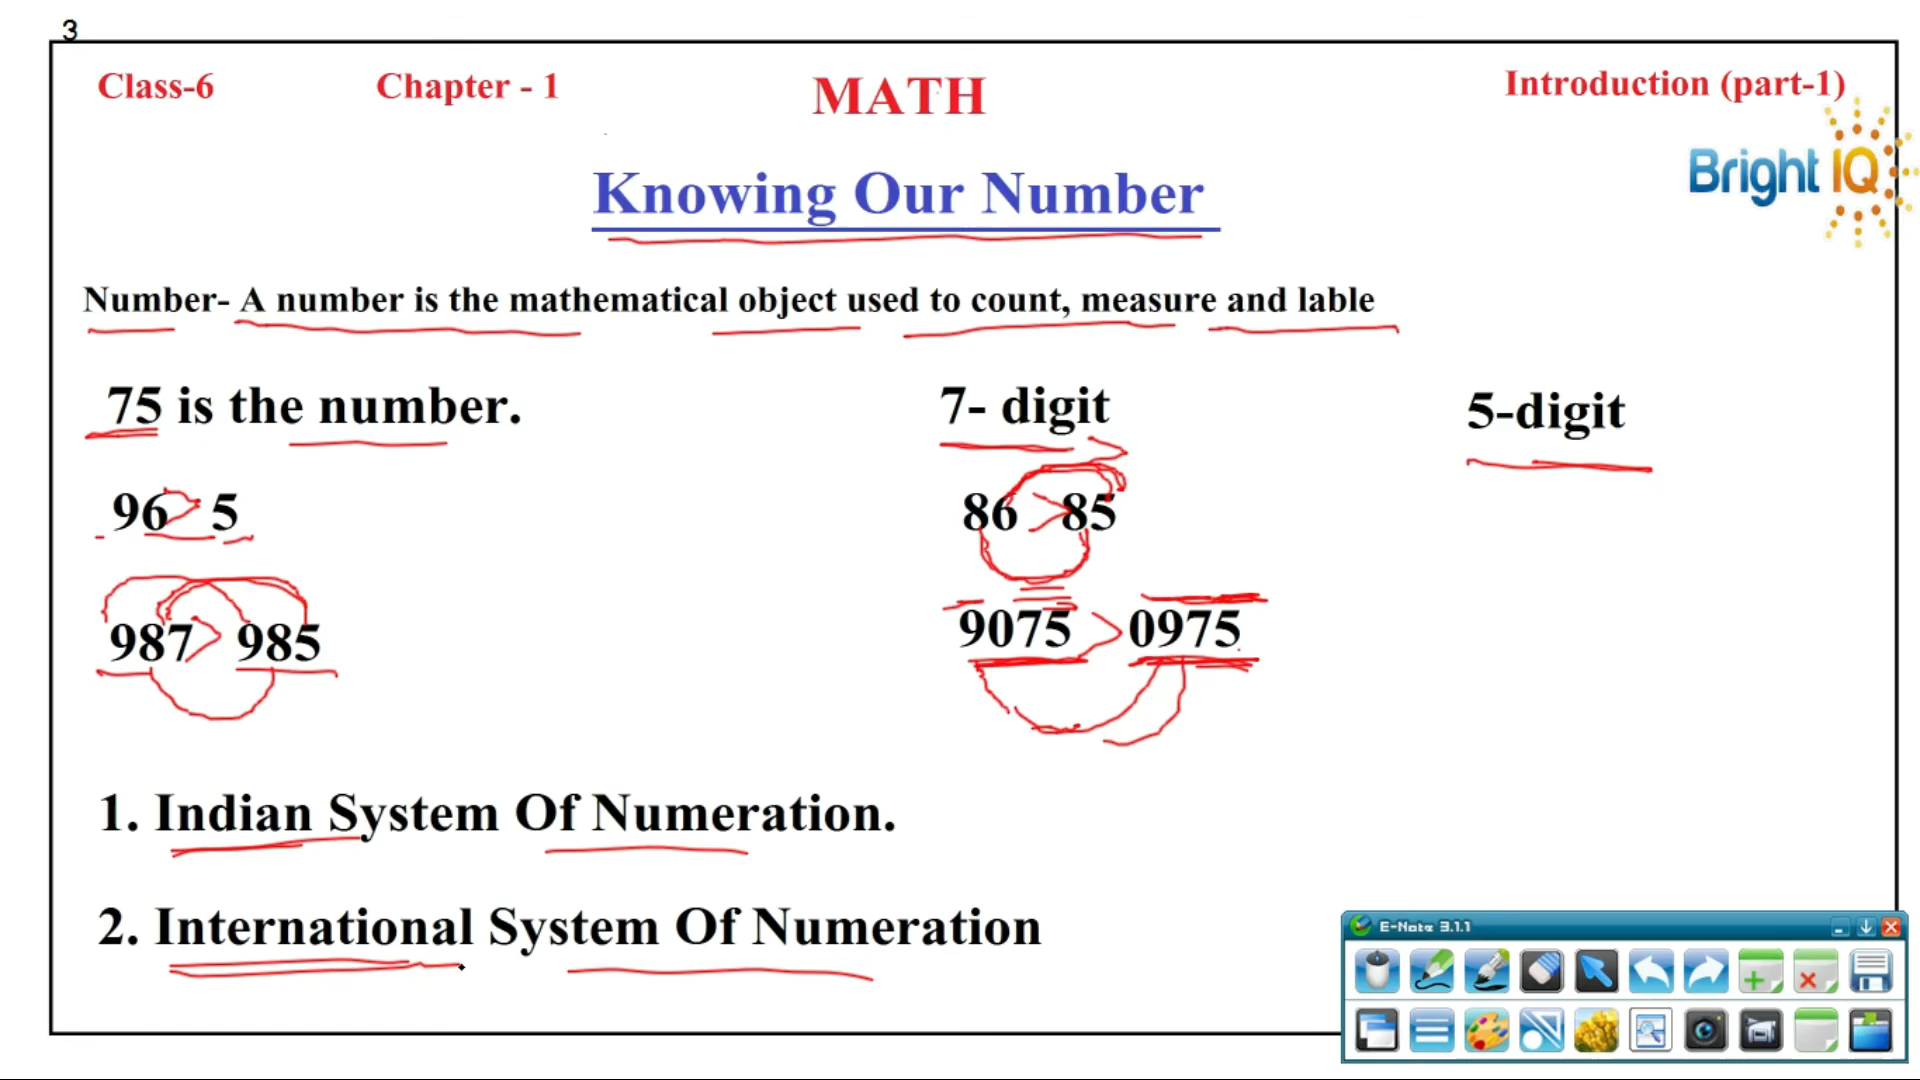 3
Class-6 Chapter - 1 MATH Introduction (part-1)
Bright IQ
Knowing Our Number
Number- A number is the mathematical object used to count, measure and lable
75 is the number. 7- digit 5-digit
96 > 5 86 > 85
987 > 985 9075 > 0975
1. Indian System Of Numeration.
2. International System Of Numeration
E-Note 3.1.1